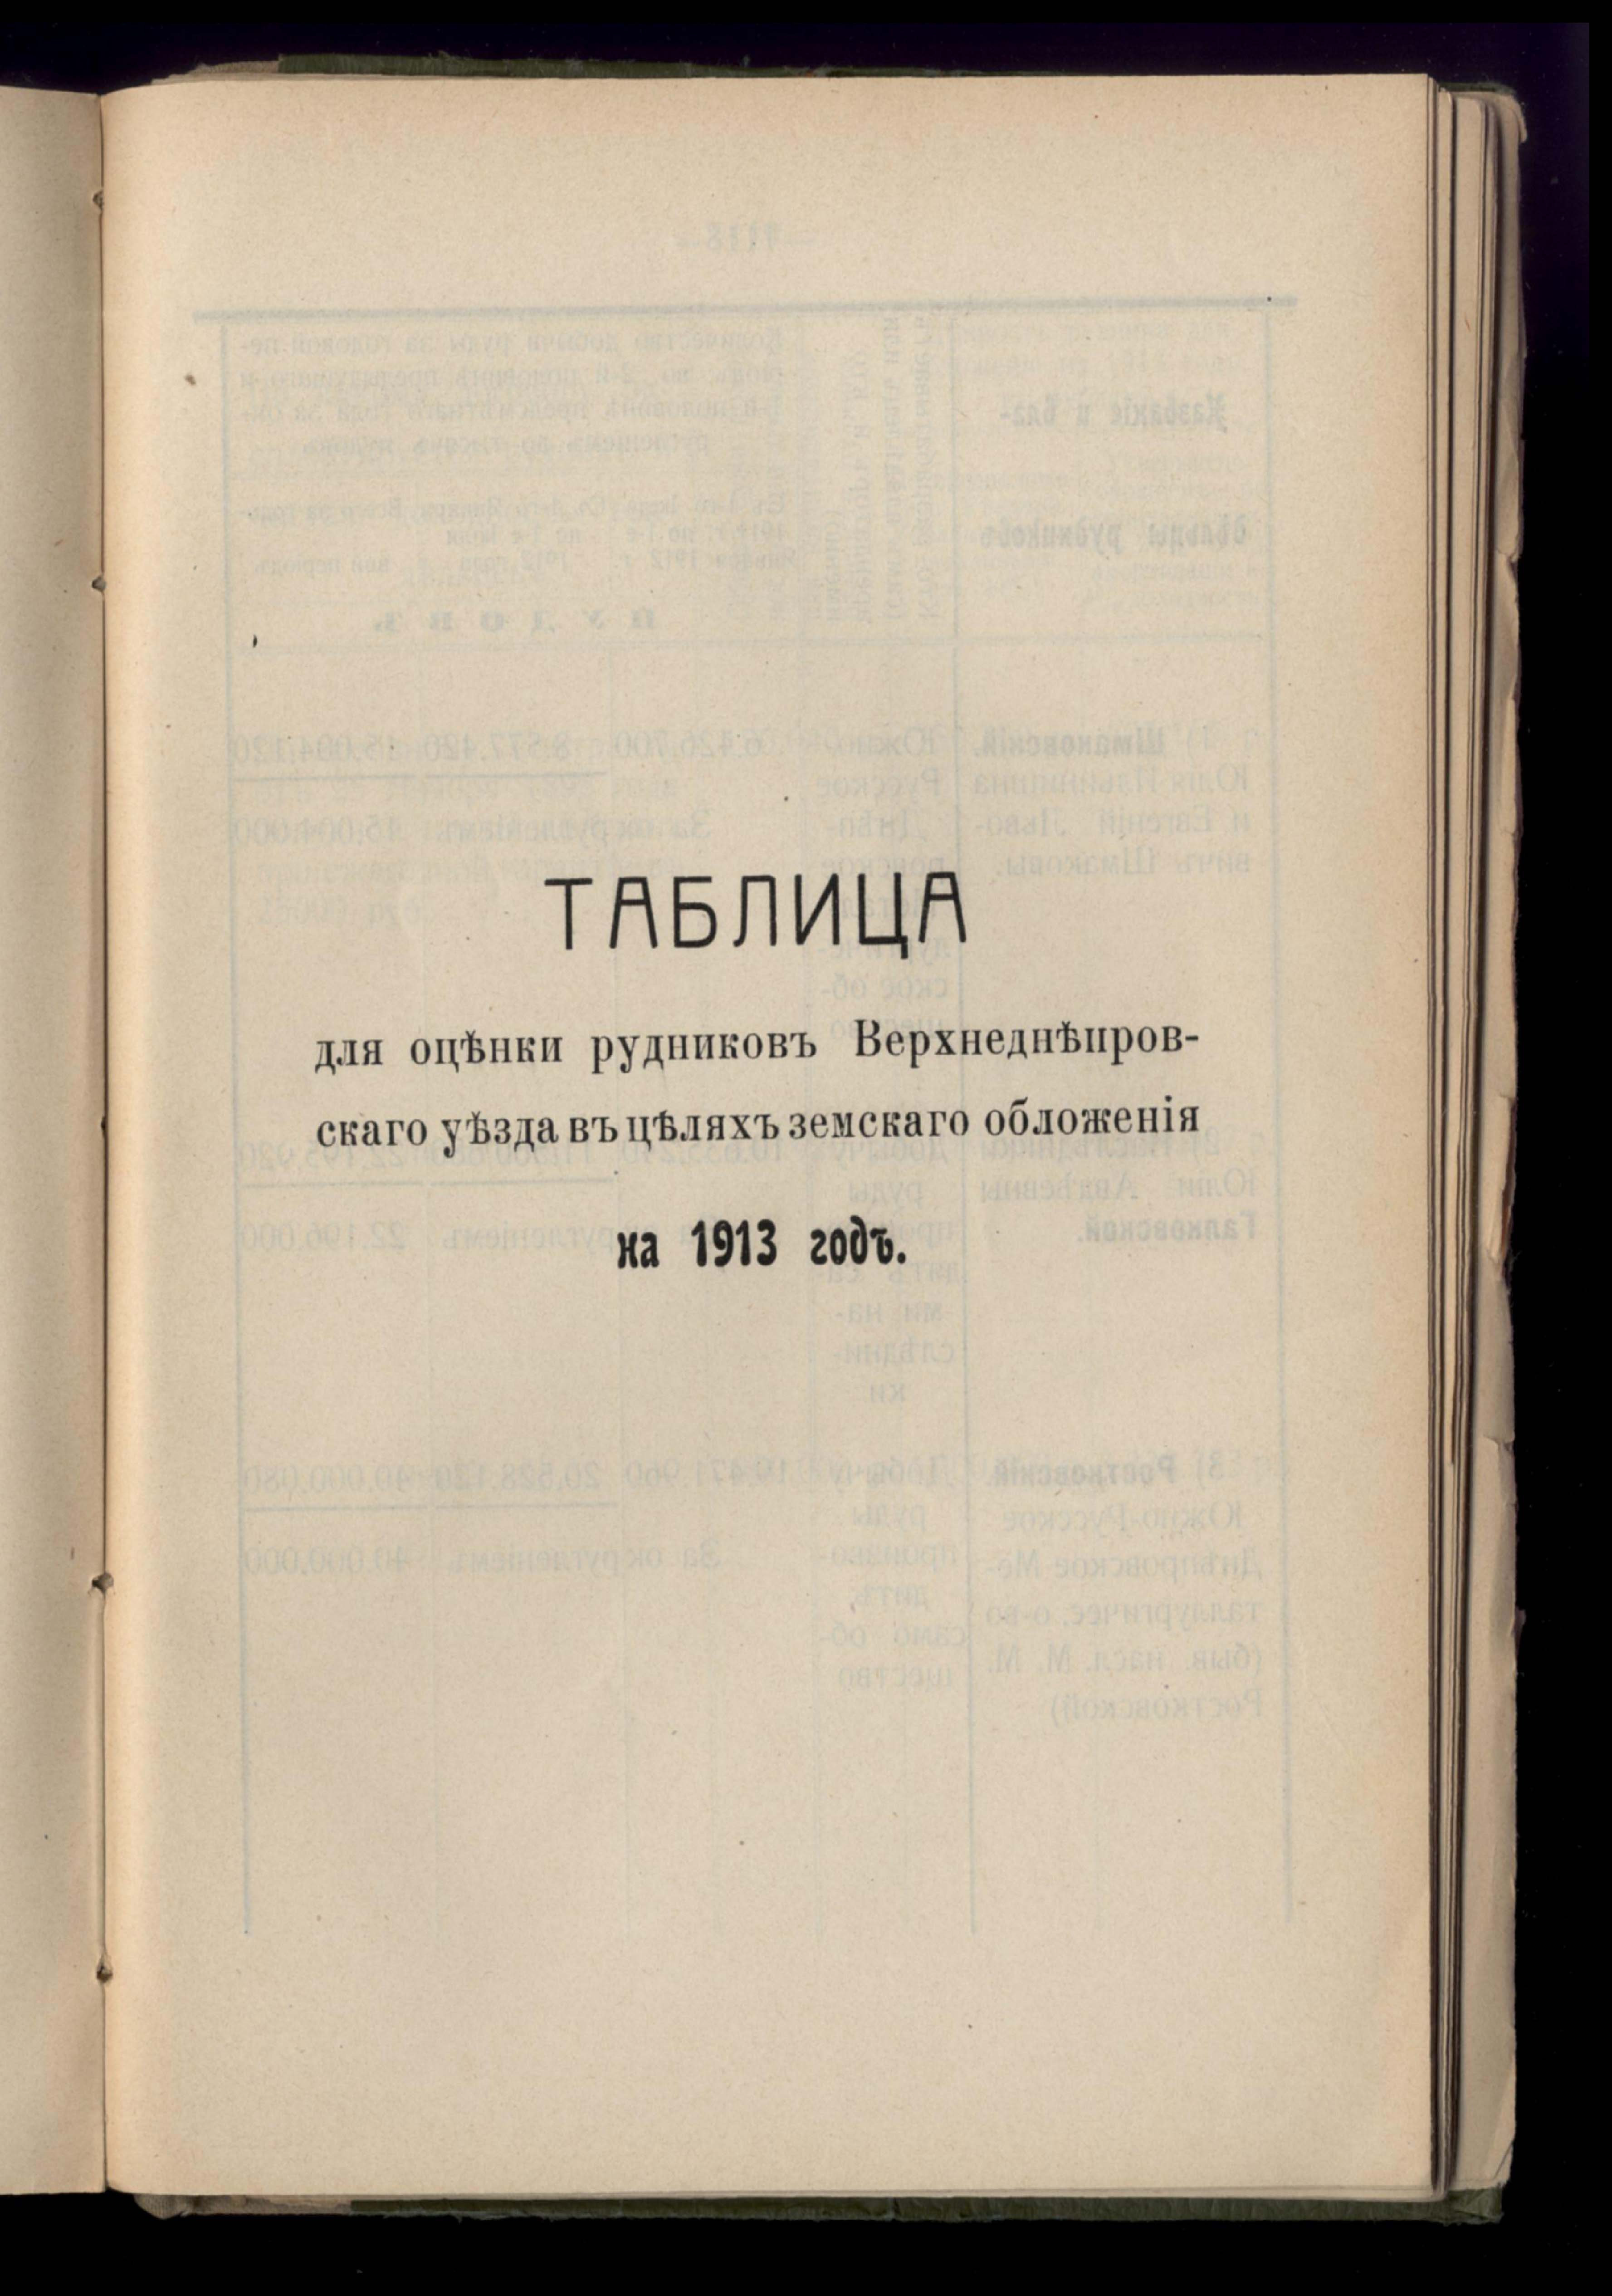 ТАБЛИЦА
для оцѣнки рудниковъ Верхнеднѣпров-
скаго уѣзда въ цѣляхъ земскаго обложенія
на 1913 годъ.